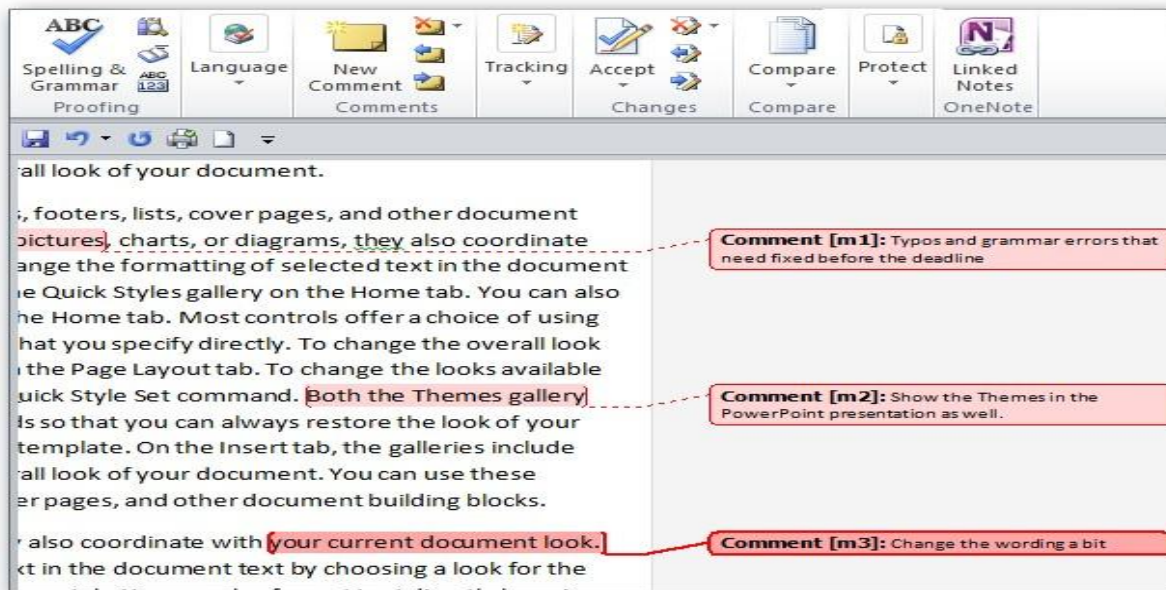 ABC
Spelling & Grammar
ABC
123
Proofing
Language
New Comment
Comments
Tracking
Accept
Changes
Compare
Compare
Protect
Linked Notes
OneNote
all look of your document.
, footers, lists, cover pages, and other document
pictures, charts, or diagrams, they also coordinate
ange the formatting of selected text in the document
e Quick Styles gallery on the Home tab. You can also
he Home tab. Most controls offer a choice of using
hat you specify directly. To change the overall look
the Page Layout tab. To change the looks available
uick Style Set command. Both the Themes gallery
ds so that you can always restore the look of your
template. On the Insert tab, the galleries include
all look of your document. You can use these
er pages, and other document building blocks.
also coordinate with your current document look.
xt in the document text by choosing a look for the
Comment [m1]: Typos and grammar errors that
need fixed before the deadline
Comment [m2]: Show the Themes in the
PowerPoint presentation as well.
Comment [m3]: Change the wording a bit